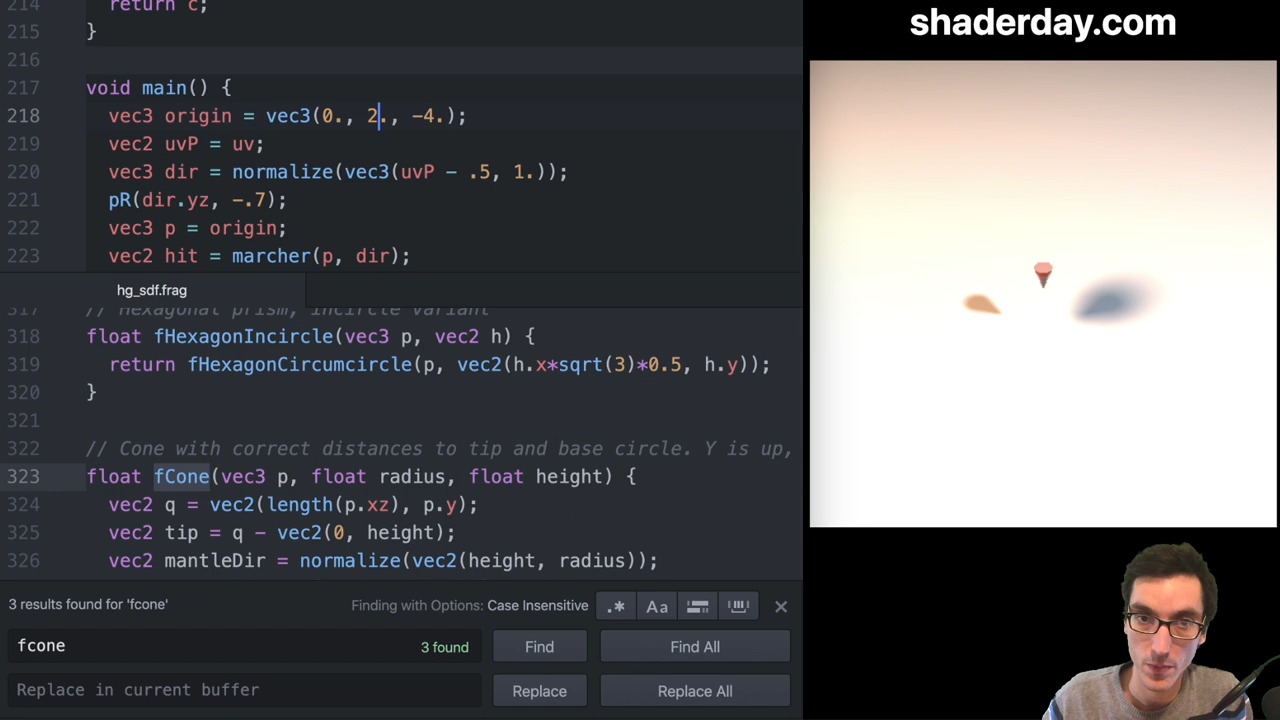 214 return c;
215 }
216
217 void main() {
218 vec3 origin = vec3(0., 2., -4.);
219 vec2 uvP = uv;
220 vec3 dir = normalize(vec3(uvP - .5, 1.));
221 pR(dir.yz, -.7);
222 vec3 p = origin;
223 vec2 hit = marcher(p, dir);
hg_sdf.frag
317 // Hexagonal prism, incircle variant
318 float fHexagonIncircle(vec3 p, vec2 h) {
319 return fHexagonCircumcircle(p, vec2(h.x*sqrt(3)*0.5, h.y));
320 }
321
322 // Cone with correct distances to tip and base circle. Y is up,
323 float fCone(vec3 p, float radius, float height) {
324 vec2 q = vec2(length(p.xz), p.y);
325 vec2 tip = q - vec2(0, height);
326 vec2 mantleDir = normalize(vec2(height, radius));
3 results found for 'fcone'
Finding with Options: Case Insensitive
.* Aa
fcone 3 found Find Find All
Replace in current buffer Replace Replace All
shaderday.com